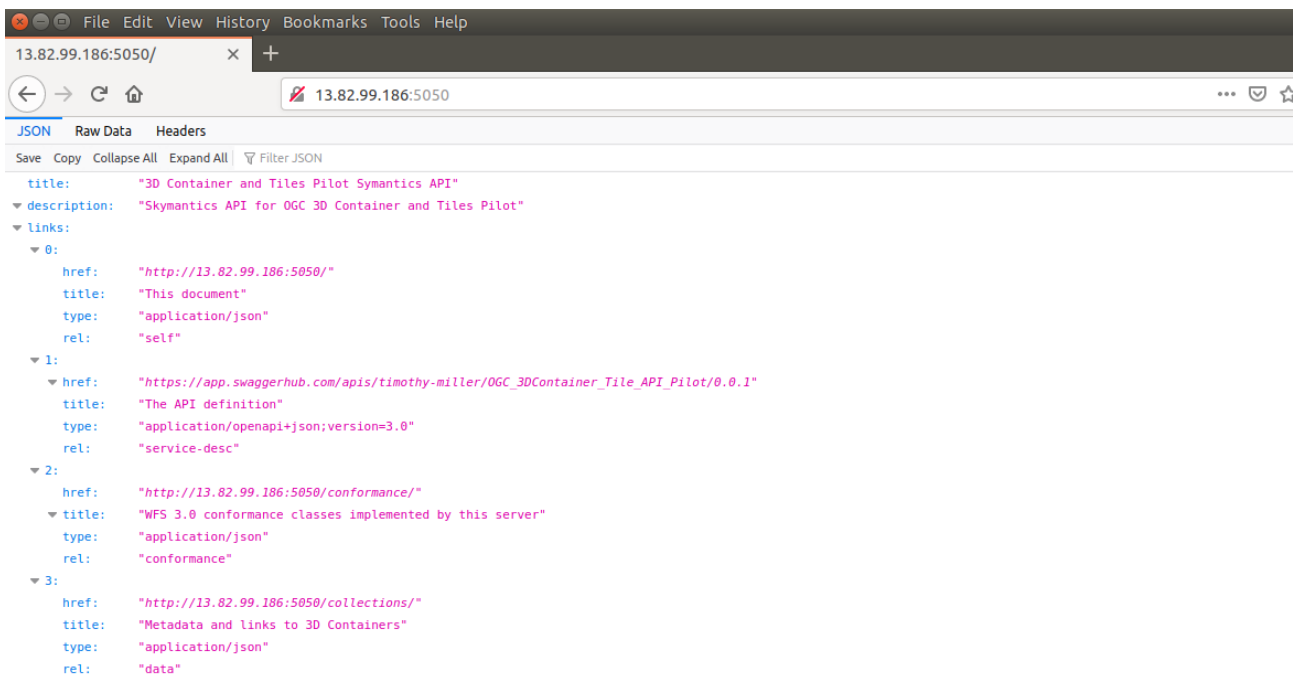 File Edit View History Bookmarks Tools Help
13.82.99.186:5050/
13.82.99.186:5050
JSON Raw Data Headers
Save Copy Collapse All Expand All Filter JSON
title: "3D Container and Tiles Pilot Symantics API"
description: "Skymantics API for OGC 3D Container and Tiles Pilot"
links:
0:
href: "http://13.82.99.186:5050/"
title: "This document"
type: "application/json"
rel: "self"
1:
href: "https://app.swaggerhub.com/apis/timothy-miller/OGC_3DContainer_Tile_API_Pilot/0.0.1"
title: "The API definition"
type: "application/openapi+json;version=3.0"
rel: "service-desc"
2:
href: "http://13.82.99.186:5050/conformance/"
title: "WFS 3.0 conformance classes implemented by this server"
type: "application/json"
rel: "conformance"
3:
href: "http://13.82.99.186:5050/collections/"
title: "Metadata and links to 3D Containers"
type: "application/json"
rel: "data"